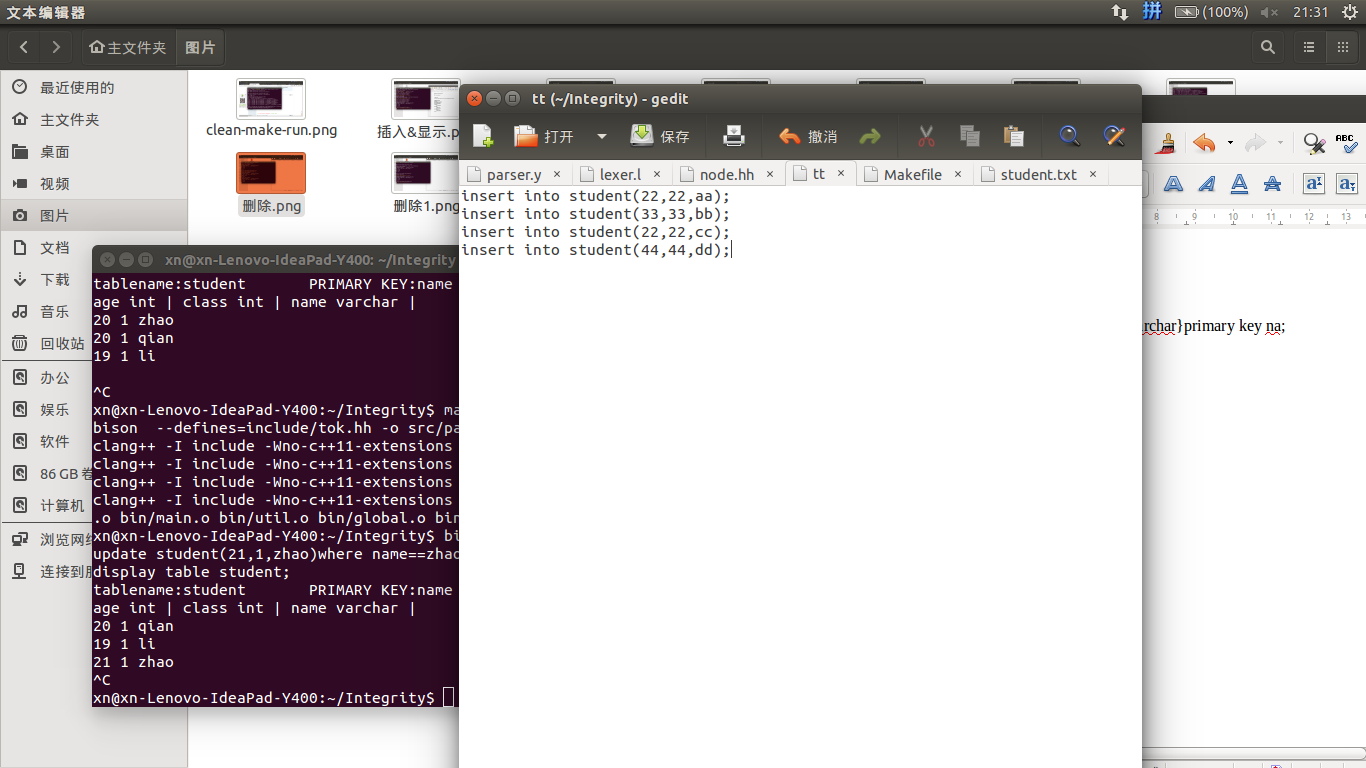 文本编辑器
拼
(100%)
21:31
主文件夹
图片
最近使用的
主文件夹
桌面
视频
图片
文档
下载
音乐
回收站
办公
娱乐
软件
86 GB 卷
计算机
浏览网络
连接到服
clean-make-run.png
插入&显示.p
删除.png
删除1.png
xn@xn-Lenovo-IdeaPad-Y400: ~/Integrity
tablename:student PRIMARY KEY:name
age int | class int | name varchar |
20 1 zhao
20 1 qian
19 1 li
^C
xn@xn-Lenovo-IdeaPad-Y400:~/Integrity$ ma
bison --defines=include/tok.hh -o src/pa
clang++ -I include -Wno-c++11-extensions
clang++ -I include -Wno-c++11-extensions
clang++ -I include -Wno-c++11-extensions
clang++ -I include -Wno-c++11-extensions
.o bin/main.o bin/util.o bin/global.o bin
xn@xn-Lenovo-IdeaPad-Y400:~/Integrity$ bi
update student(21,1,zhao)where name==zhao
display table student;
tablename:student PRIMARY KEY:name
age int | class int | name varchar |
20 1 qian
19 1 li
21 1 zhao
^C
xn@xn-Lenovo-IdeaPad-Y400:~/Integrity$
tt (~/Integrity) - gedit
打开
保存
撤消
parser.y
lexer.l
node.hh
tt
Makefile
student.txt
insert into student(22,22,aa);
insert into student(33,33,bb);
insert into student(22,22,cc);
insert into student(44,44,dd);
ABC
A A A A a a
8 9 10 11 12 13
rchar}primary key na;